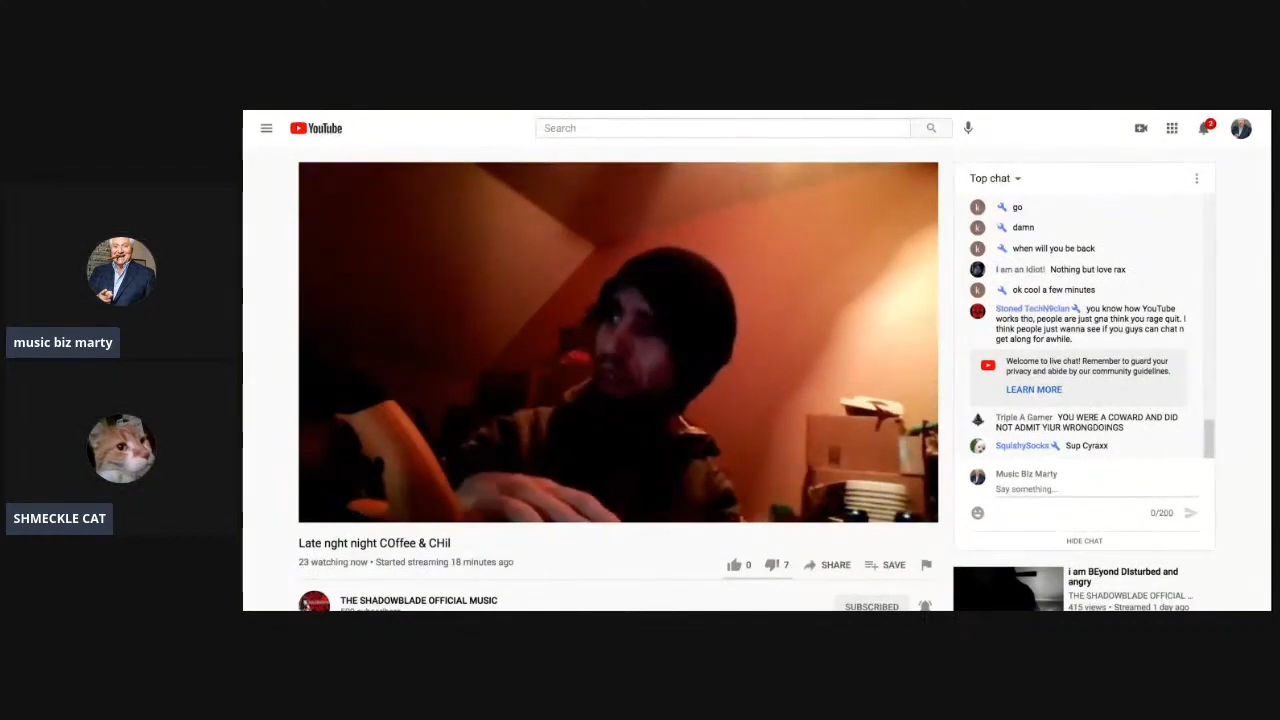 YouTube
Search
2
Top chat
k go
k damn
k when will you be back
I am an Idiot! Nothing but love rax
k ok cool a few minutes
Stoned TechN9clan you know how YouTube
works tho, people are just gna think you rage quit. I
think people just wanna see if you guys can chat n
get along for awhile.
Welcome to live chat! Remember to guard your
privacy and abide by our community guidelines.
LEARN MORE
Triple A Gamer YOU WERE A COWARD AND DID
NOT ADMIT YIUR WRONGDOINGS
SquishySocks Sup Cyraxx
Music Biz Marty
Say something...
0/200
HIDE CHAT
music biz marty
SHMECKLE CAT
Late nght night COffee & CHil
23 watching now • Started streaming 18 minutes ago
0 7 SHARE SAVE
THE SHADOWBLADE OFFICIAL MUSIC
SUBSCRIBED
i am BEyond DIsturbed and
angry
THE SHADOWBLADE OFFICIAL ...
415 views • Streamed 1 day ago